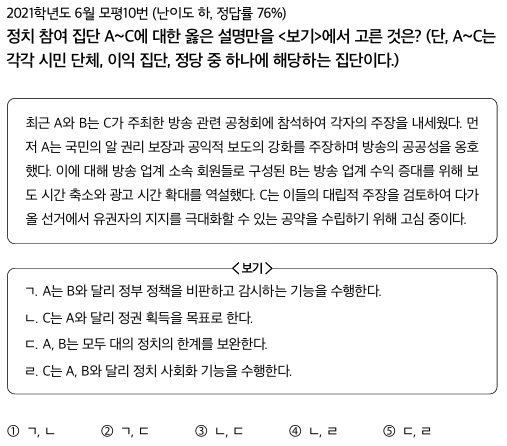 2021학년도 6월 모평10번 (난이도 하, 정답률 76%)
정치 참여 집단 A~C에 대한 옳은 설명만을 <보기>에서 고른 것은? (단, A~C는
각각 시민 단체, 이익 집단, 정당 중 하나에 해당하는 집단이다.)
최근 A와 B는 C가 주최한 방송 관련 공청회에 참석하여 각자의 주장을 내세웠다. 먼
저 A는 국민의 알 권리 보장과 공익적 보도의 강화를 주장하며 방송의 공공성을 옹호
했다. 이에 대해 방송 업계 소속 회원들로 구성된 B는 방송 업계 수익 증대를 위해 보
도 시간 축소와 광고 시간 확대를 역설했다. C는 이들의 대립적 주장을 검토하여 다가
올 선거에서 유권자의 지지를 극대화할 수 있는 공약을 수립하기 위해 고심 중이다.
<보기>
ㄱ. A는 B와 달리 정부 정책을 비판하고 감시하는 기능을 수행한다.
ㄴ. C는 A와 달리 정권 획득을 목표로 한다.
ㄷ. A, B는 모두 대의 정치의 한계를 보완한다.
ㄹ. C는 A, B와 달리 정치 사회화 기능을 수행한다.
① ㄱ, ㄴ ② ㄱ, ㄷ ③ ㄴ, ㄷ ④ ㄴ, ㄹ ⑤ ㄷ, ㄹ